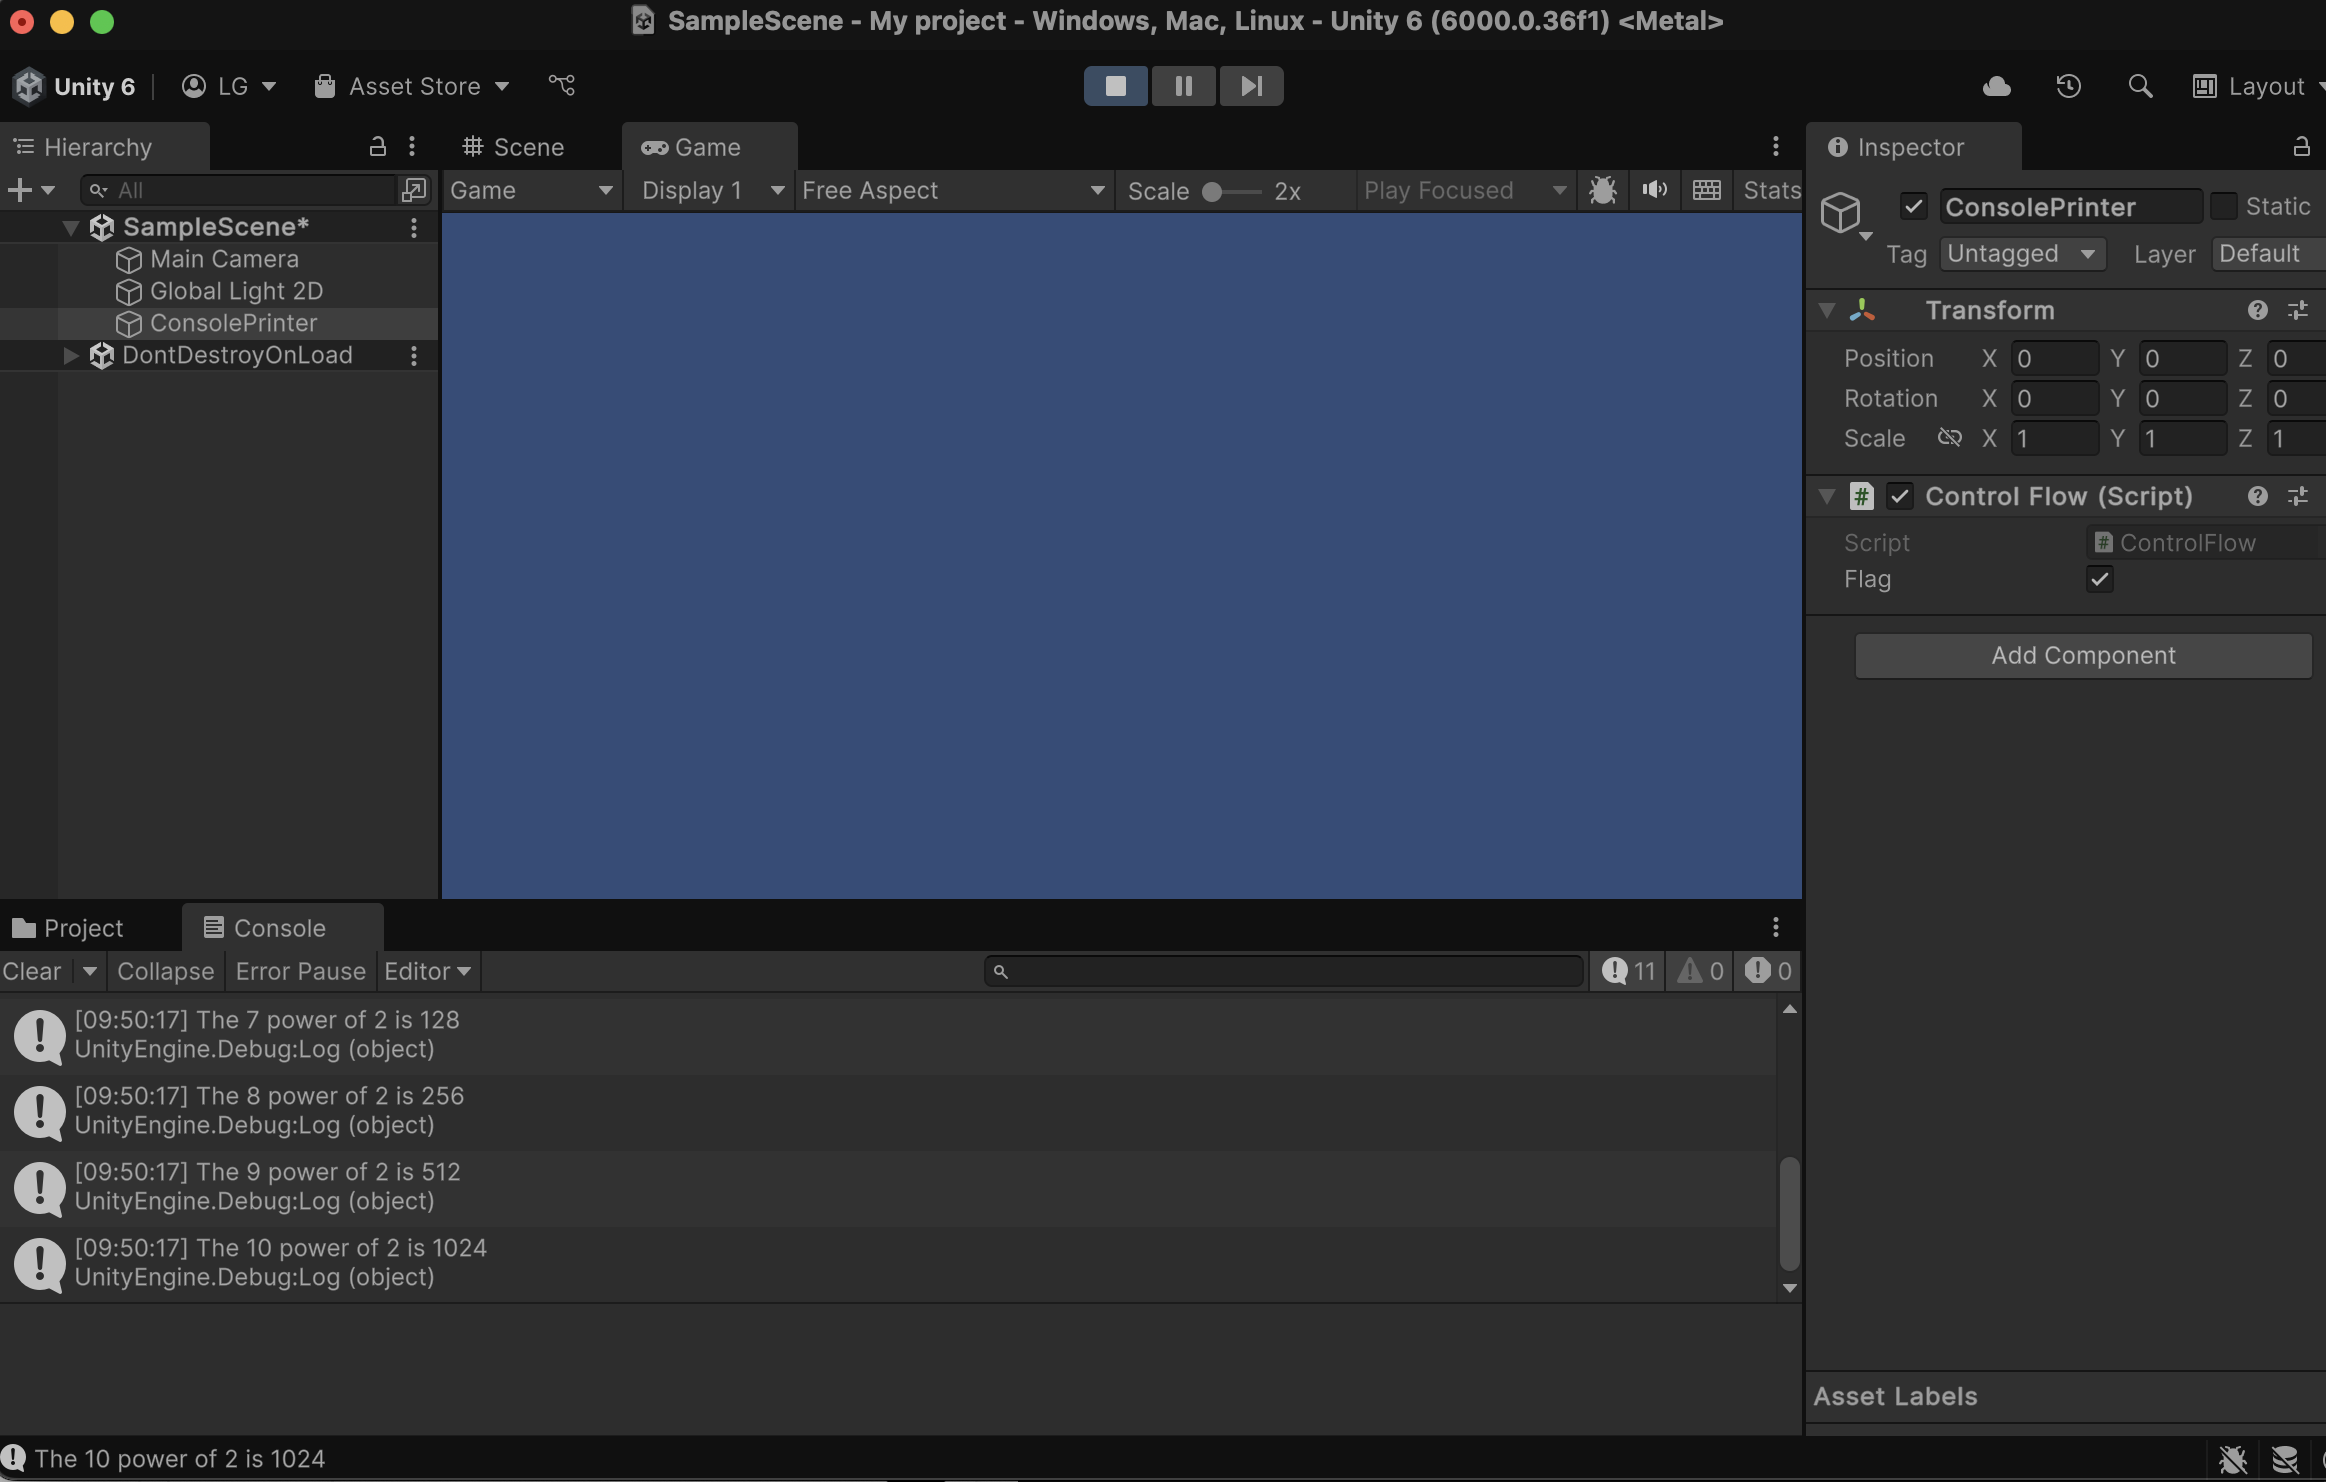 SampleScene - My project - Windows, Mac, Linux - Unity 6 (6000.0.36f1) <Metal>
Unity 6 LG Asset Store Layout
Hierarchy
All
SampleScene*
Main Camera
Global Light 2D
ConsolePrinter
DontDestroyOnLoad
Scene Game
Game Display 1 Free Aspect Scale 2x Play Focused Stats
Inspector
ConsolePrinter Static
Tag Untagged Layer Default
Transform
Position X 0 Y 0 Z 0
Rotation X 0 Y 0 Z 0
Scale X 1 Y 1 Z 1
# Control Flow (Script)
Script # ControlFlow
Flag
Add Component
Project Console
Clear Collapse Error Pause Editor 11 0 0
[09:50:17] The 7 power of 2 is 128
UnityEngine.Debug:Log (object)
[09:50:17] The 8 power of 2 is 256
UnityEngine.Debug:Log (object)
[09:50:17] The 9 power of 2 is 512
UnityEngine.Debug:Log (object)
[09:50:17] The 10 power of 2 is 1024
UnityEngine.Debug:Log (object)
Asset Labels
The 10 power of 2 is 1024